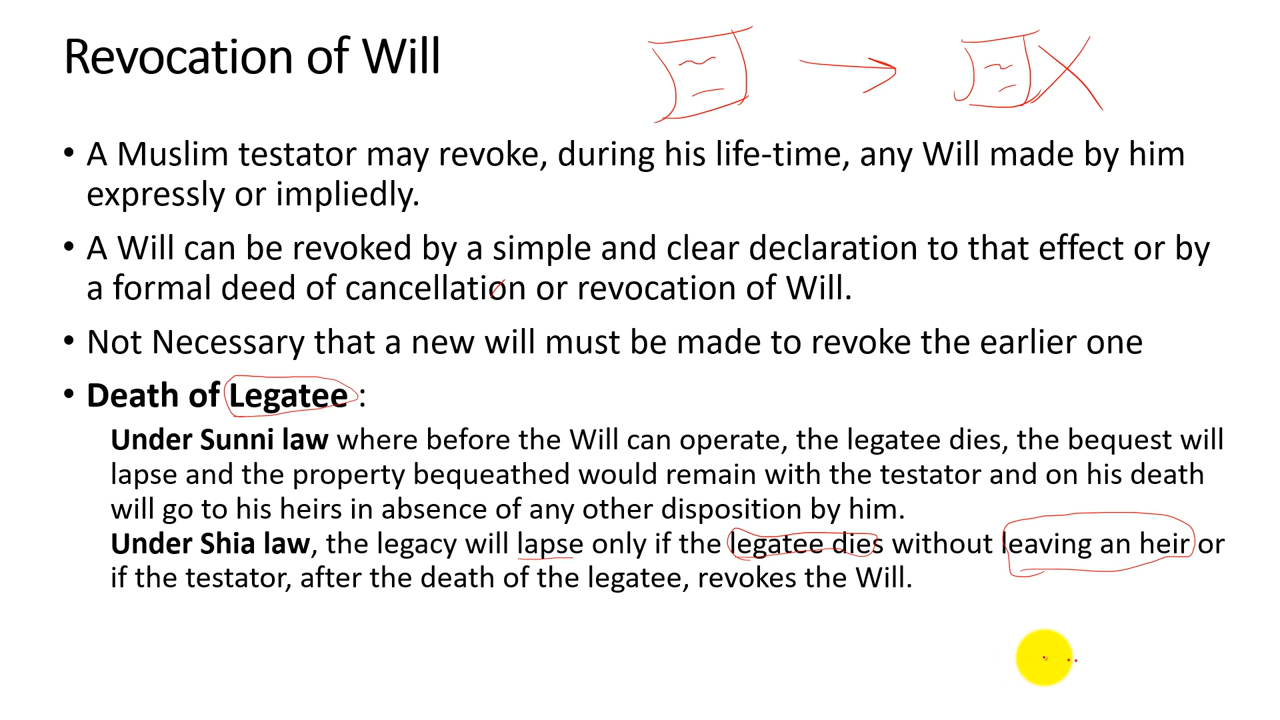 Revocation of Will
• A Muslim testator may revoke, during his life-time, any Will made by him
expressly or impliedly.
• A Will can be revoked by a simple and clear declaration to that effect or by
a formal deed of cancellation or revocation of Will.
• Not Necessary that a new will must be made to revoke the earlier one
• Death of Legatee :
Under Sunni law where before the Will can operate, the legatee dies, the bequest will
lapse and the property bequeathed would remain with the testator and on his death
will go to his heirs in absence of any other disposition by him.
Under Shia law, the legacy will lapse only if the legatee dies without leaving an heir or
if the testator, after the death of the legatee, revokes the Will.